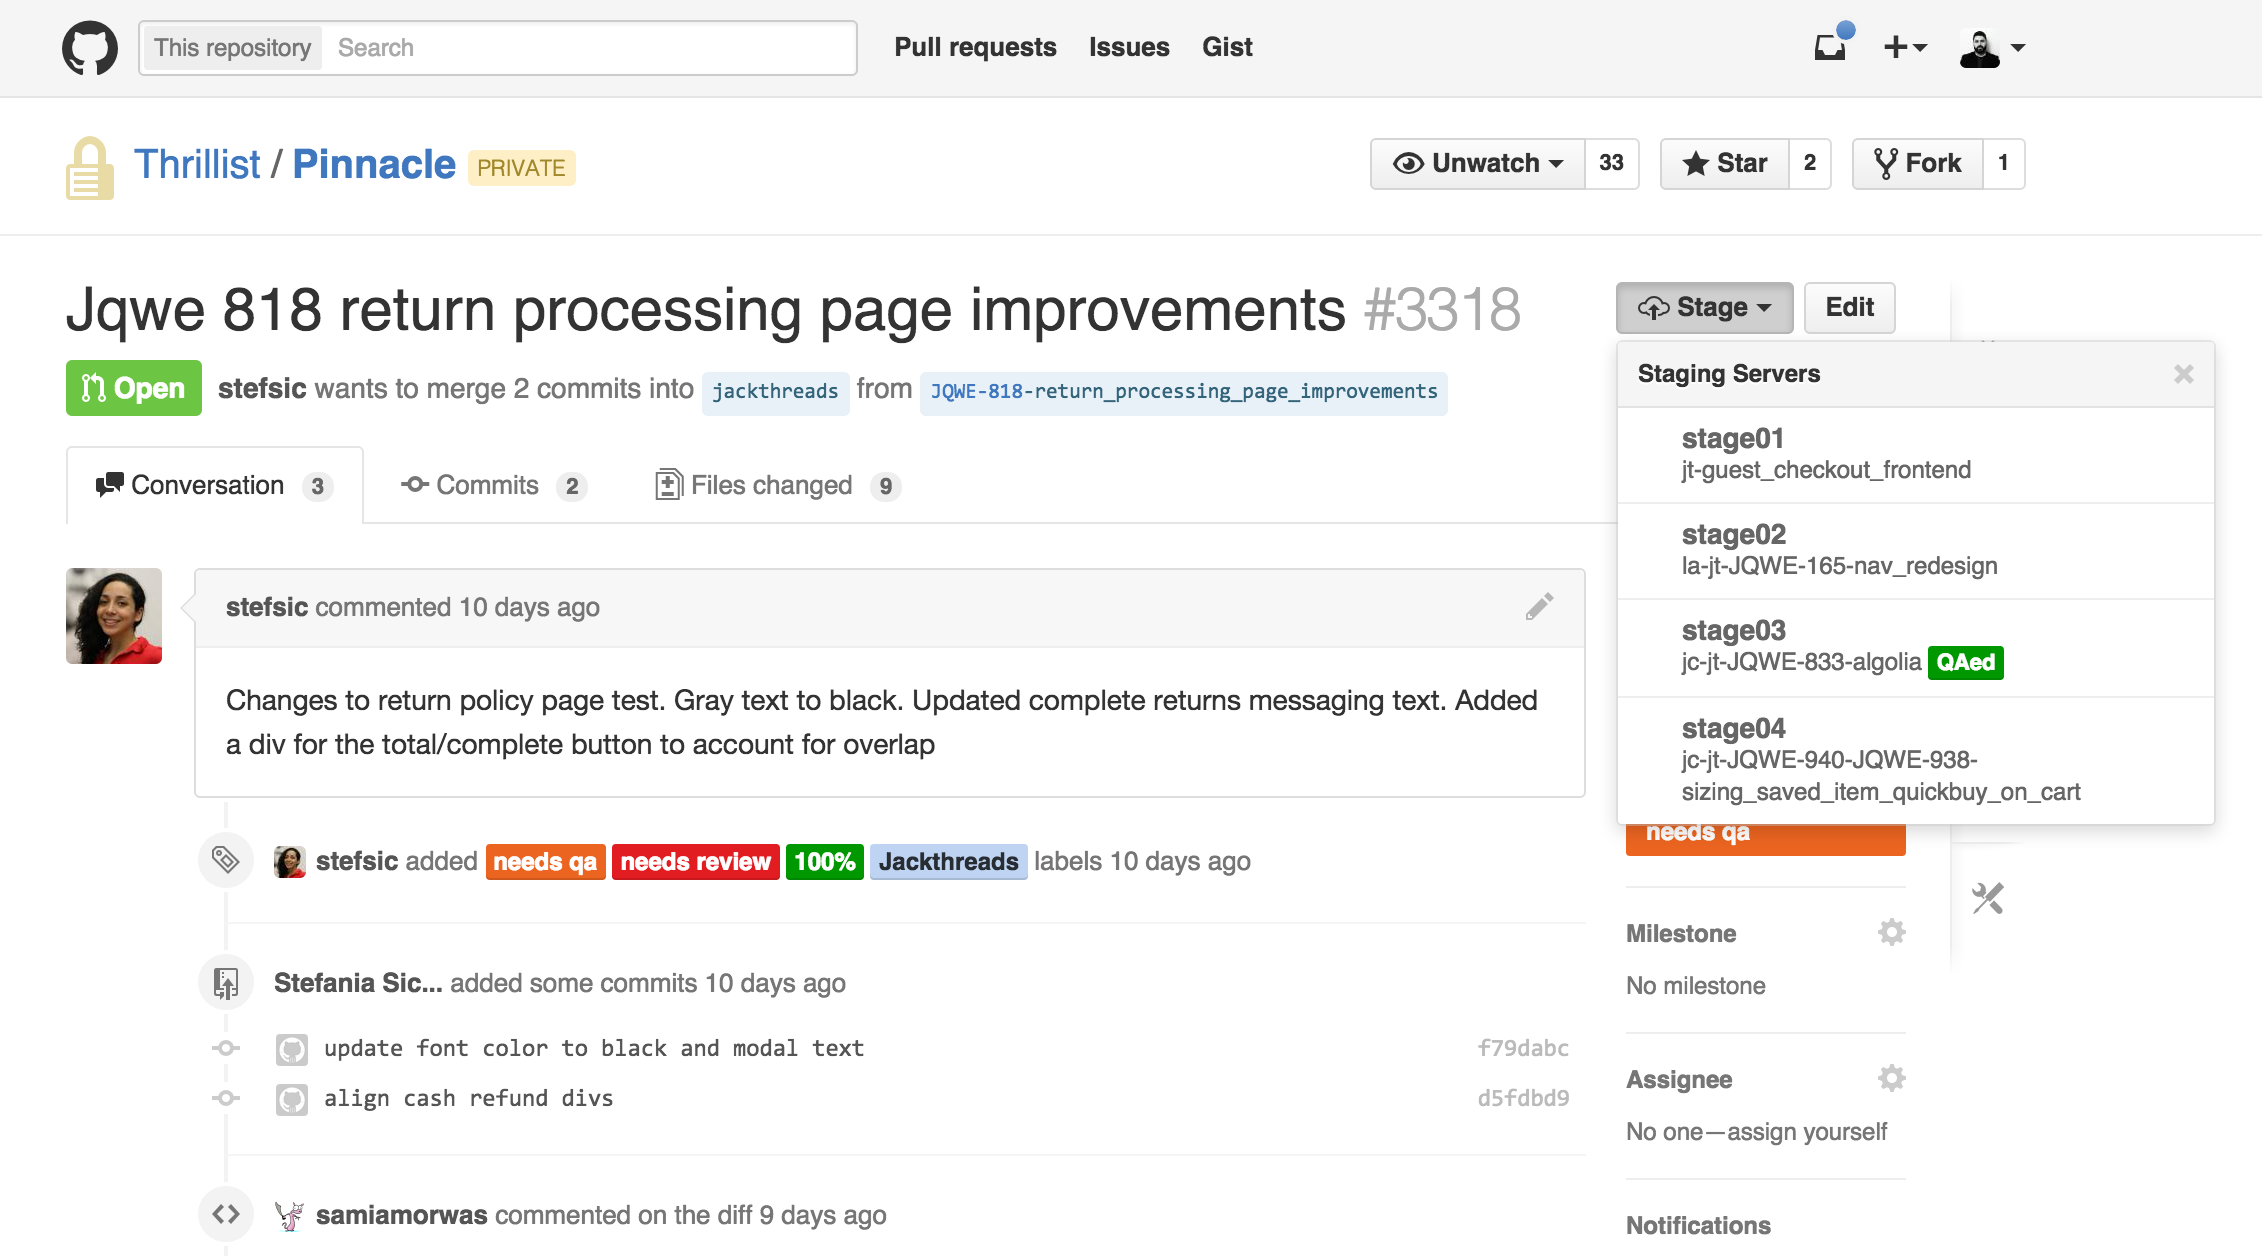 This repository Search Pull requests Issues Gist
Thrillist / Pinnacle PRIVATE Unwatch 33 Star 2 Fork 1
Jqwe 818 return processing page improvements #3318
Stage Edit
Open stefsic wants to merge 2 commits into jackthreads from JQWE-818-return_processing_page_improvements
Conversation 3 Commits 2 Files changed 9
Staging Servers
stage01
jt-guest_checkout_frontend
stage02
la-jt-JQWE-165-nav_redesign
stage03
jc-jt-JQWE-833-algolia QAed
stage04
jc-jt-JQWE-940-JQWE-938-
sizing_saved_item_quickbuy_on_cart
needs qa
stefsic commented 10 days ago
Changes to return policy page test. Gray text to black. Updated complete returns messaging text. Added
a div for the total/complete button to account for overlap
stefsic added needs qa needs review 100% Jackthreads labels 10 days ago
Stefania Sic... added some commits 10 days ago
update font color to black and modal text f79dabc
align cash refund divs d5fdbd9
samiamorwas commented on the diff 9 days ago
Milestone
No milestone
Assignee
No one—assign yourself
Notifications